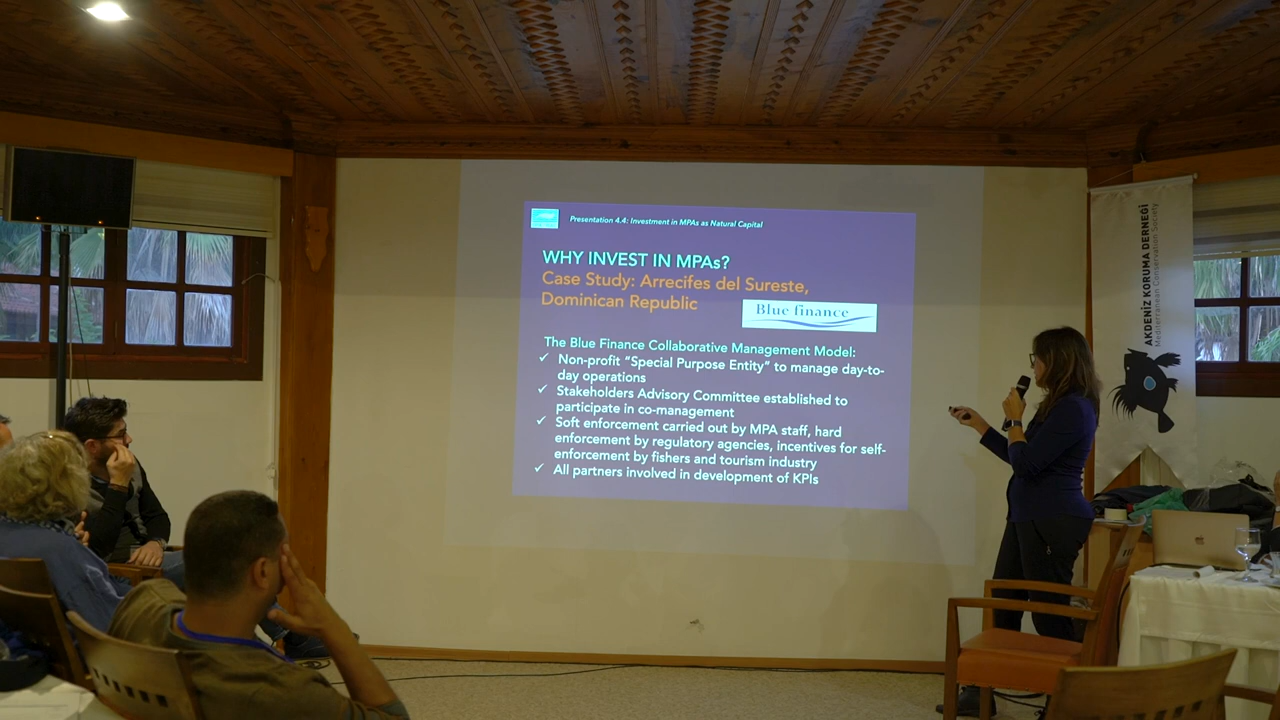 Presentation 4.4: Investment in MPAs as Natural Capital
WHY INVEST IN MPAs?
Case Study: Arrecifes del Sureste,
Dominican Republic
Blue finance
The Blue Finance Collaborative Management Model:
✓ Non-profit "Special Purpose Entity" to manage day-to-
day operations
✓ Stakeholders Advisory Committee established to
participate in co-management
✓ Soft enforcement carried out by MPA staff, hard
enforcement by regulatory agencies, incentives for self-
enforcement by fishers and tourism industry
✓ All partners involved in development of KPIs
AKDENİZ KORUMA DERNEĞİ
Mediterranean Conservation Society